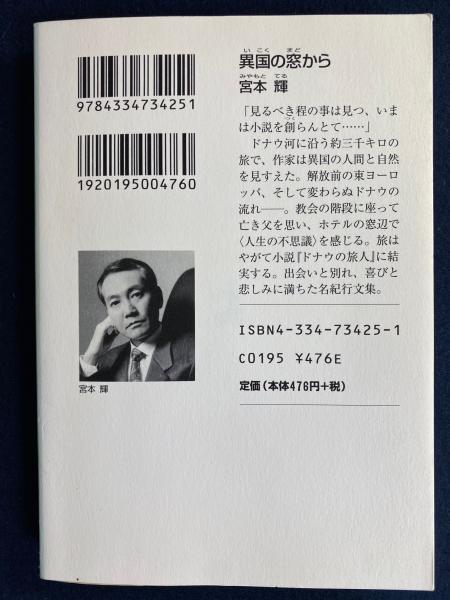 9784334734251
1920195004760
宮本 輝
いこく まど
異国の窓から
みやもと てる
宮本 輝
「見るべき程の事は見つ、いま
つく
は小説を創らんとて……」
ドナウ河に沿う約三千キロの
旅で、作家は異国の人間と自然
を見すえた。解放前の東ヨーロ
ッパ、そして変わらぬドナウの
流れ――。教会の階段に座って
亡き父を思い、ホテルの窓辺で
〈人生の不思議〉を感じる。旅は
やがて小説『ドナウの旅人』に結
実する。出会いと別れ、喜びと
悲しみに満ちた名紀行文集。
ISBN4-334-73425-1
C0195 ¥476E
定価(本体476円+税)